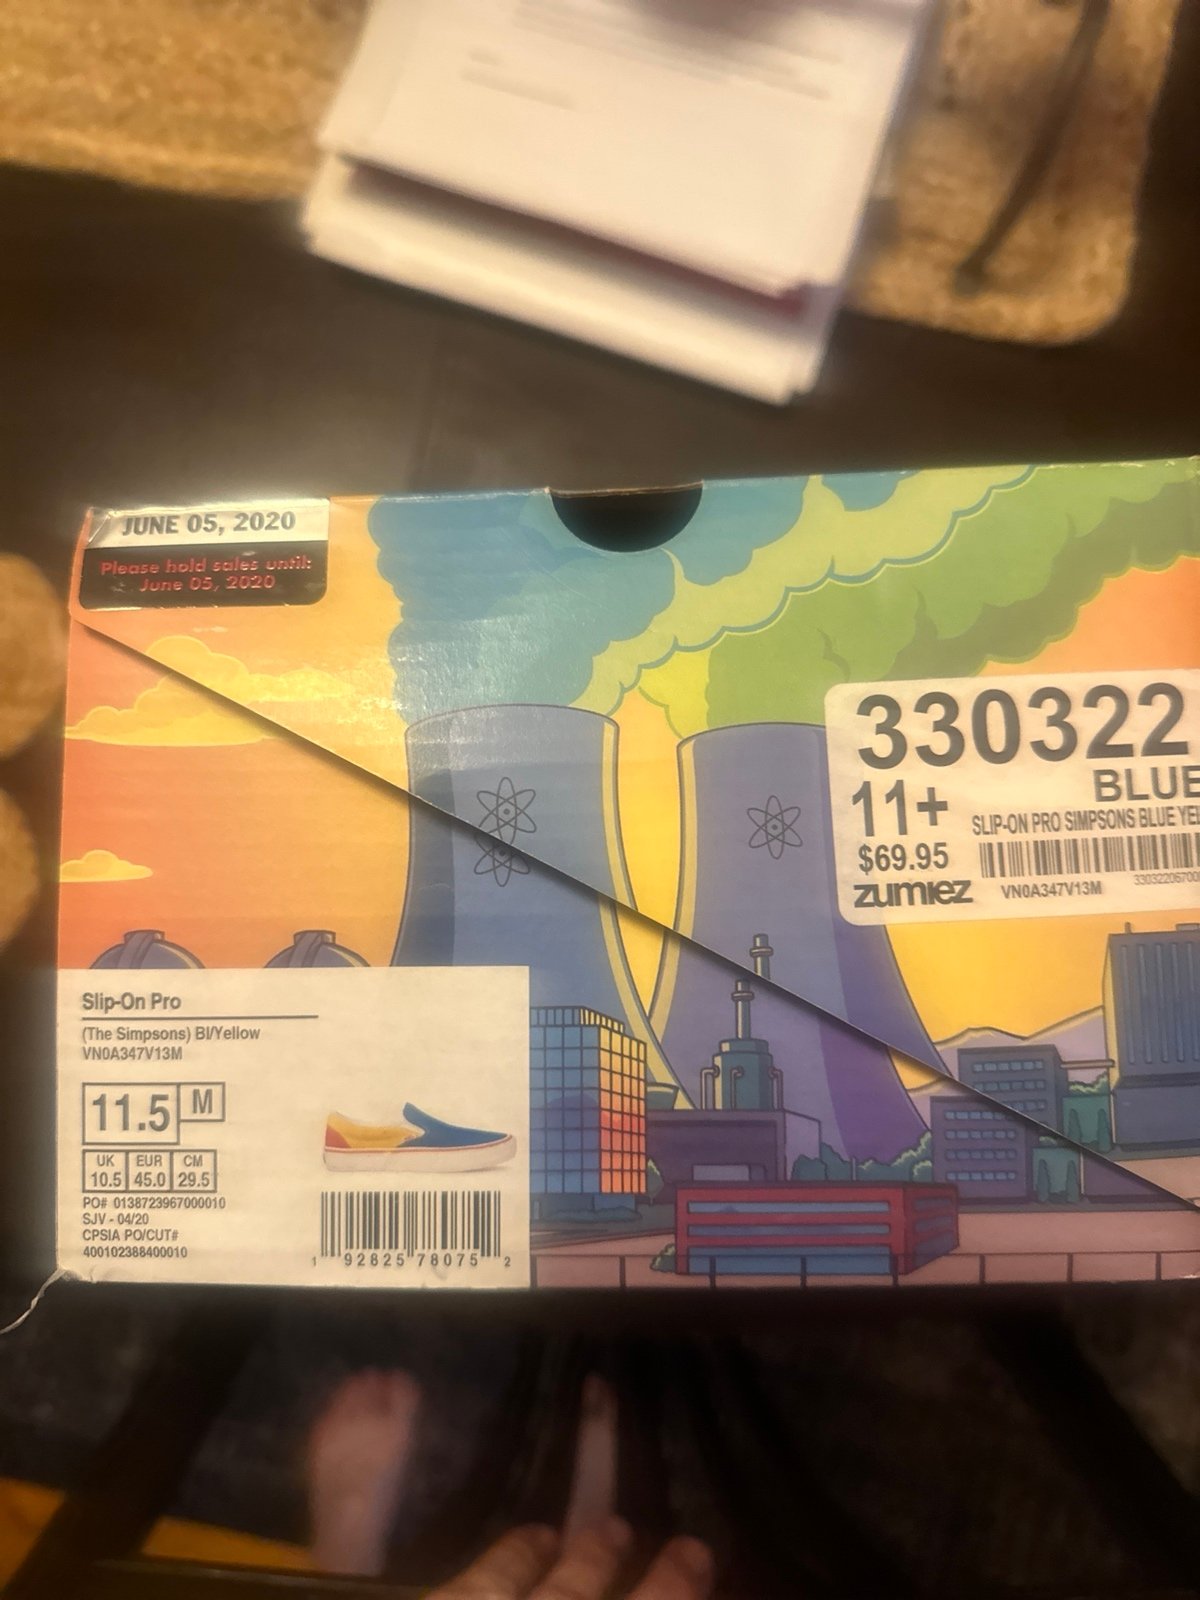 JUNE 05, 2020
Please hold sales until:
June 05, 2020
330322
BLUE
11+
SLIP-ON PRO SIMPSONS BLUE YEL
$69.95
zumiez
VN0A347V13M
Slip-On Pro
(The Simpsons) Bl/Yellow
VN0A347V13M
11.5 M
UK EUR CM
10.5 45.0 29.5
PO# 0138723967000010
SJV - 04/20
CPSIA PO/CUT#
400102388400010
1 92825 78075 2